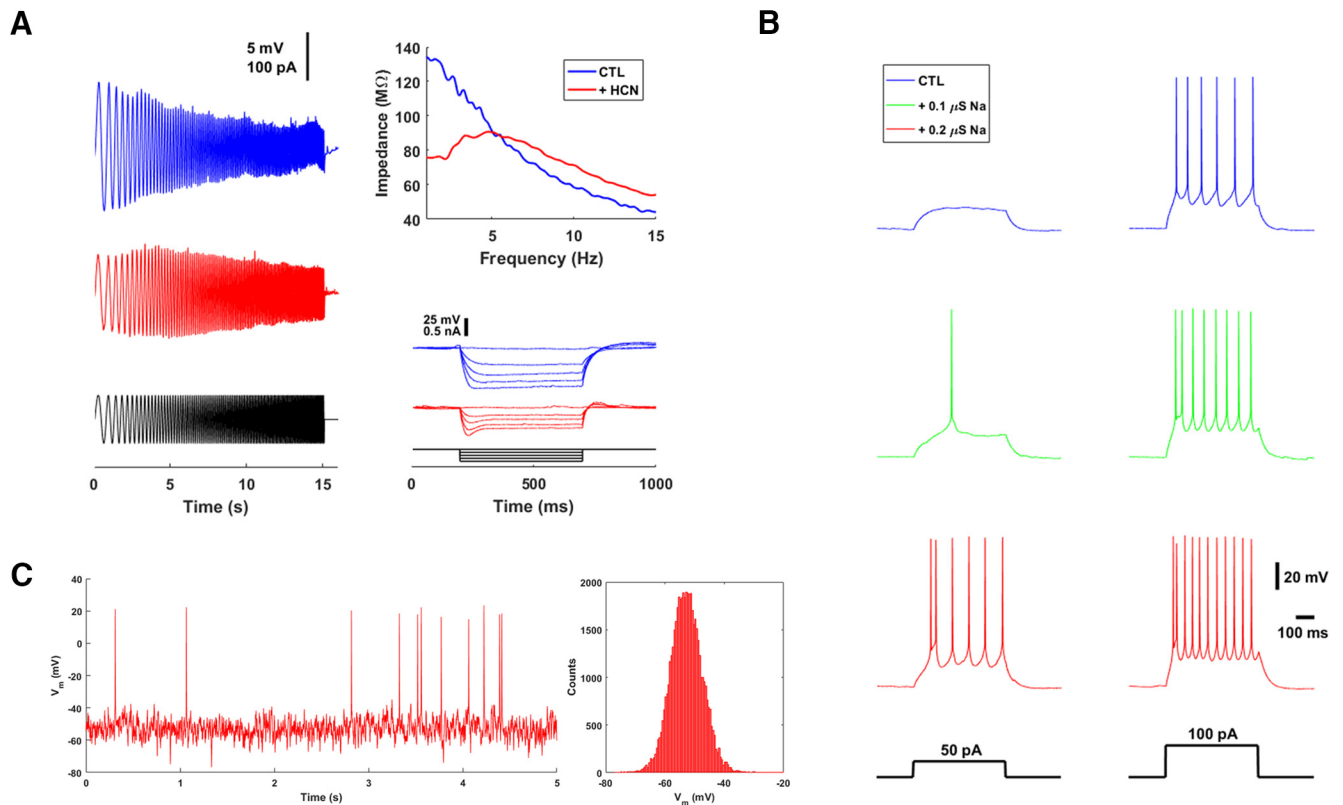 A
5 mV
100 pA
0
5
10
15
Time (s)
140
120
100
80
60
40
Impedance (MΩ)
CTL
+ HCN
5
10
15
Frequency (Hz)
25 mV
0.5 nA
0
500
1000
Time (ms)
B
CTL
+ 0.1 μS Na
+ 0.2 μS Na
20 mV
100 ms
50 pA
100 pA
C
40
20
0
-20
-40
-60
-80
Vm (mV)
0
1
2
3
4
5
Time (s)
2000
1500
1000
500
0
Counts
-80
-60
-40
-20
Vm (mV)